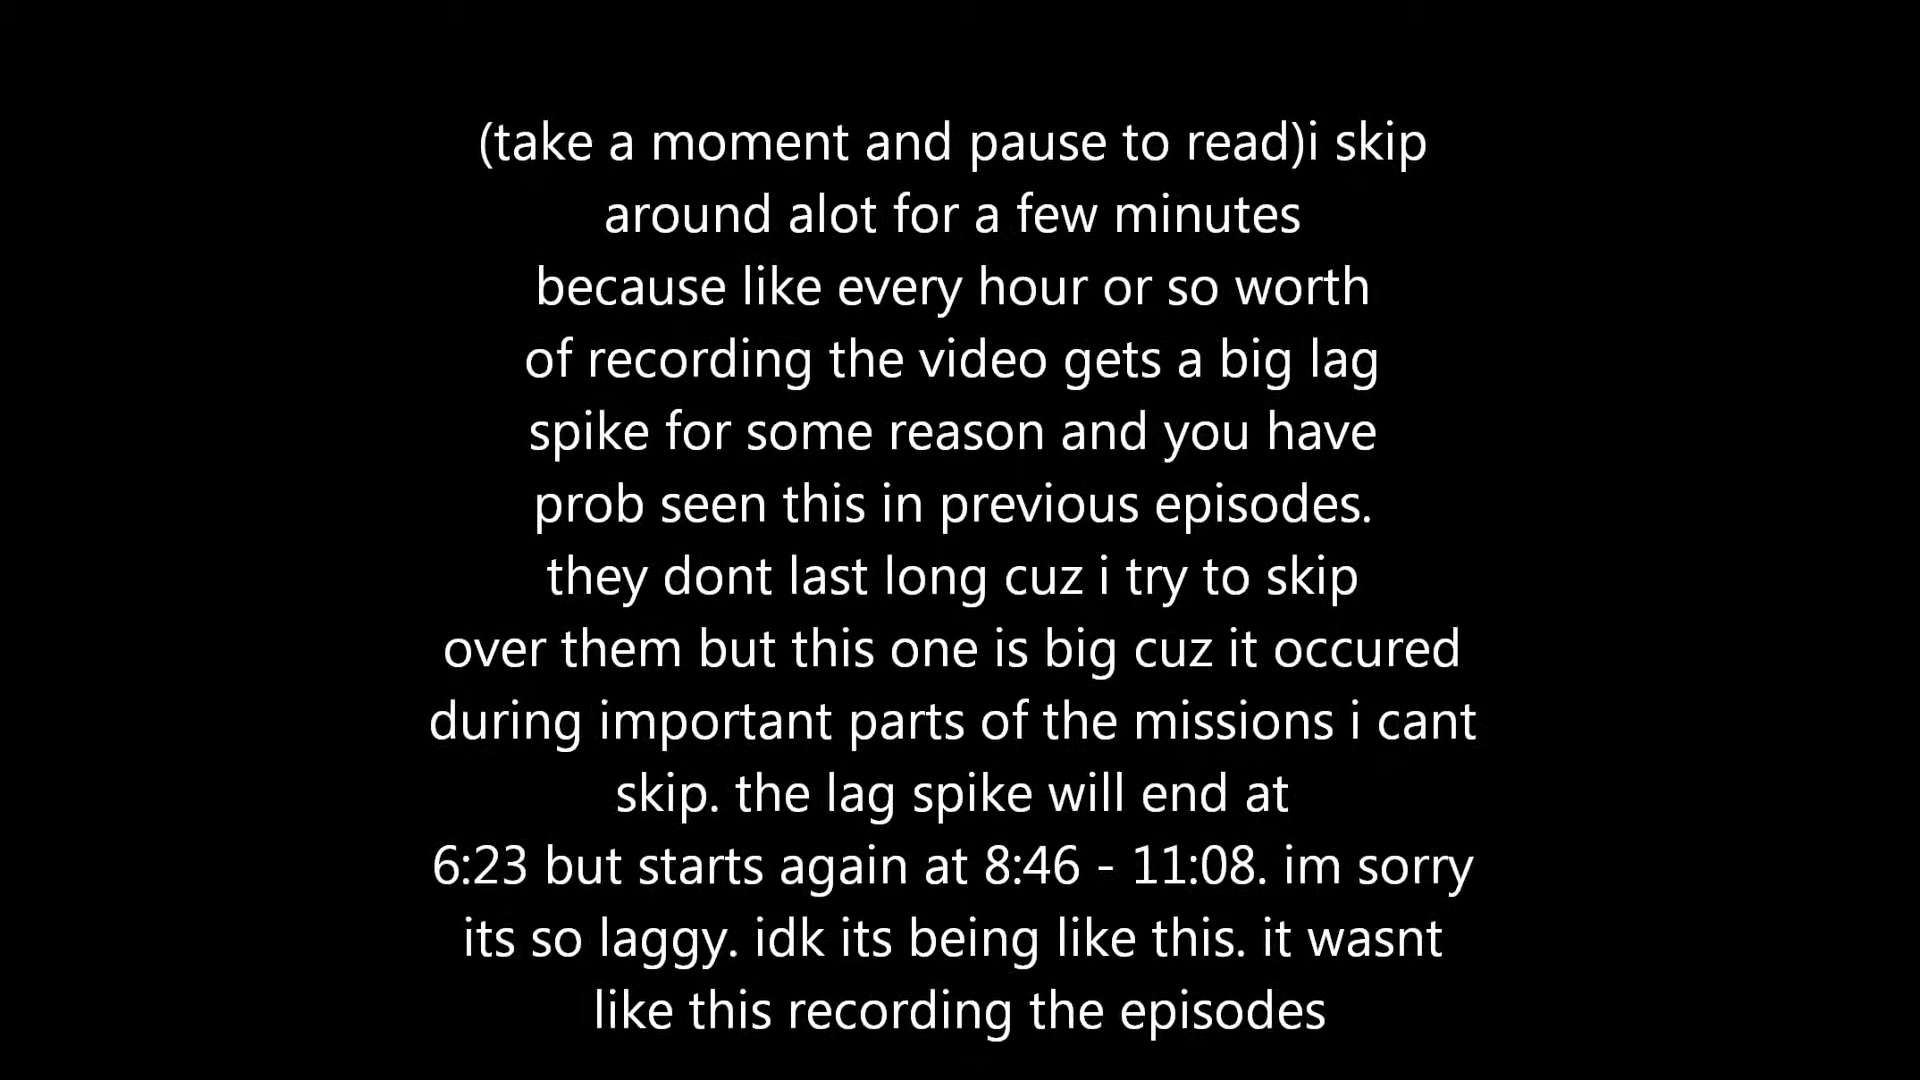 (take a moment and pause to read)i skip
around alot for a few minutes
because like every hour or so worth
of recording the video gets a big lag
spike for some reason and you have
prob seen this in previous episodes.
they dont last long cuz i try to skip
over them but this one is big cuz it occured
during important parts of the missions i cant
skip. the lag spike will end at
6:23 but starts again at 8:46 - 11:08. im sorry
its so laggy. idk its being like this. it wasnt
like this recording the episodes